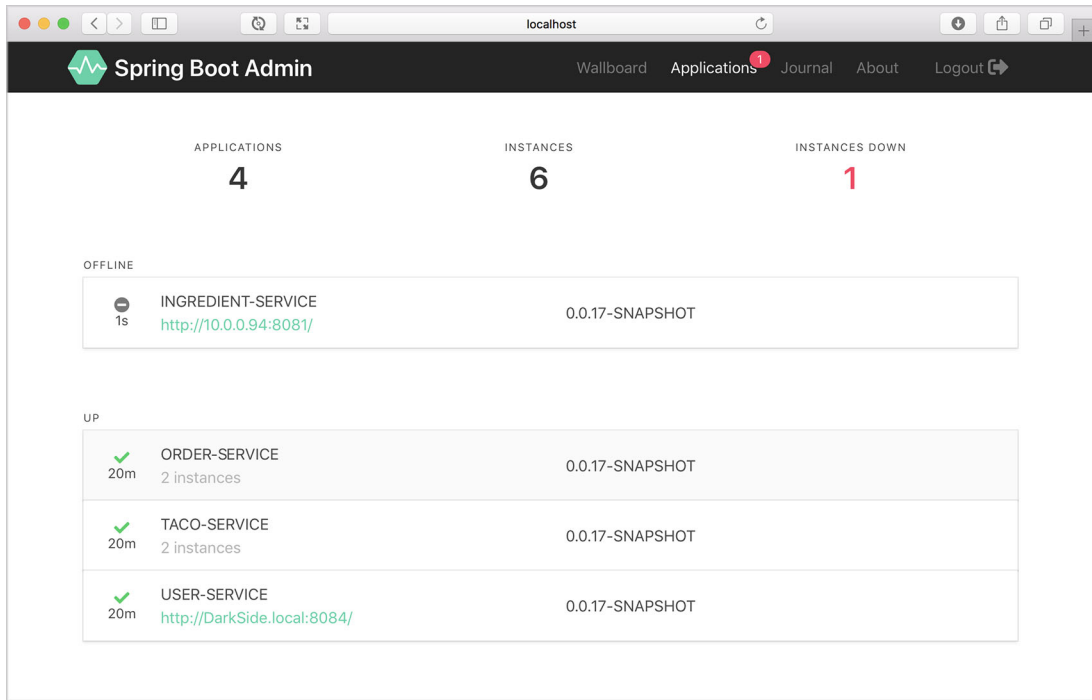 localhost
Spring Boot Admin
Wallboard Applications 1 Journal About Logout
APPLICATIONS INSTANCES INSTANCES DOWN
4 6 1
OFFLINE
INGREDIENT-SERVICE
1s http://10.0.0.94:8081/ 0.0.17-SNAPSHOT
UP
ORDER-SERVICE
20m 2 instances 0.0.17-SNAPSHOT
TACO-SERVICE
20m 2 instances 0.0.17-SNAPSHOT
USER-SERVICE
20m http://DarkSide.local:8084/ 0.0.17-SNAPSHOT